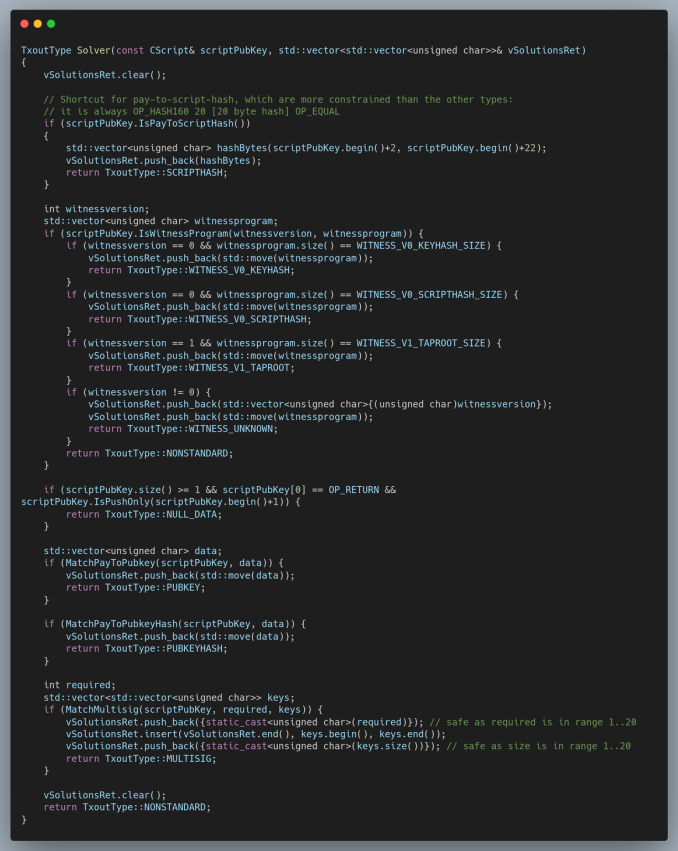 TxoutType Solver(const CScript& scriptPubKey, std::vector<std::vector<unsigned char>>& vSolutionsRet)
{
    vSolutionsRet.clear();

    // Shortcut for pay-to-script-hash, which are more constrained than the other types:
    // it is always OP_HASH160 20 [20 byte hash] OP_EQUAL
    if (scriptPubKey.IsPayToScriptHash())
    {
        std::vector<unsigned char> hashBytes(scriptPubKey.begin()+2, scriptPubKey.begin()+22);
        vSolutionsRet.push_back(hashBytes);
        return TxoutType::SCRIPTHASH;
    }

    int witnessversion;
    std::vector<unsigned char> witnessprogram;
    if (scriptPubKey.IsWitnessProgram(witnessversion, witnessprogram)) {
        if (witnessversion == 0 && witnessprogram.size() == WITNESS_V0_KEYHASH_SIZE) {
            vSolutionsRet.push_back(std::move(witnessprogram));
            return TxoutType::WITNESS_V0_KEYHASH;
        }
        if (witnessversion == 0 && witnessprogram.size() == WITNESS_V0_SCRIPTHASH_SIZE) {
            vSolutionsRet.push_back(std::move(witnessprogram));
            return TxoutType::WITNESS_V0_SCRIPTHASH;
        }
        if (witnessversion == 1 && witnessprogram.size() == WITNESS_V1_TAPROOT_SIZE) {
            vSolutionsRet.push_back(std::move(witnessprogram));
            return TxoutType::WITNESS_V1_TAPROOT;
        }
        if (witnessversion != 0) {
            vSolutionsRet.push_back(std::vector<unsigned char>{(unsigned char)witnessversion});
            vSolutionsRet.push_back(std::move(witnessprogram));
            return TxoutType::WITNESS_UNKNOWN;
        }
        return TxoutType::NONSTANDARD;
    }

    if (scriptPubKey.size() >= 1 && scriptPubKey[0] == OP_RETURN &&
scriptPubKey.IsPushOnly(scriptPubKey.begin()+1)) {
        return TxoutType::NULL_DATA;
    }

    std::vector<unsigned char> data;
    if (MatchPayToPubkey(scriptPubKey, data)) {
        vSolutionsRet.push_back(std::move(data));
        return TxoutType::PUBKEY;
    }

    if (MatchPayToPubkeyHash(scriptPubKey, data)) {
        vSolutionsRet.push_back(std::move(data));
        return TxoutType::PUBKEYHASH;
    }

    int required;
    std::vector<std::vector<unsigned char>> keys;
    if (MatchMultisig(scriptPubKey, required, keys)) {
        vSolutionsRet.push_back({static_cast<unsigned char>(required)}); // safe as required is in range 1..20
        vSolutionsRet.insert(vSolutionsRet.end(), keys.begin(), keys.end());
        vSolutionsRet.push_back({static_cast<unsigned char>(keys.size())}); // safe as size is in range 1..20
        return TxoutType::MULTISIG;
    }

    vSolutionsRet.clear();
    return TxoutType::NONSTANDARD;
}